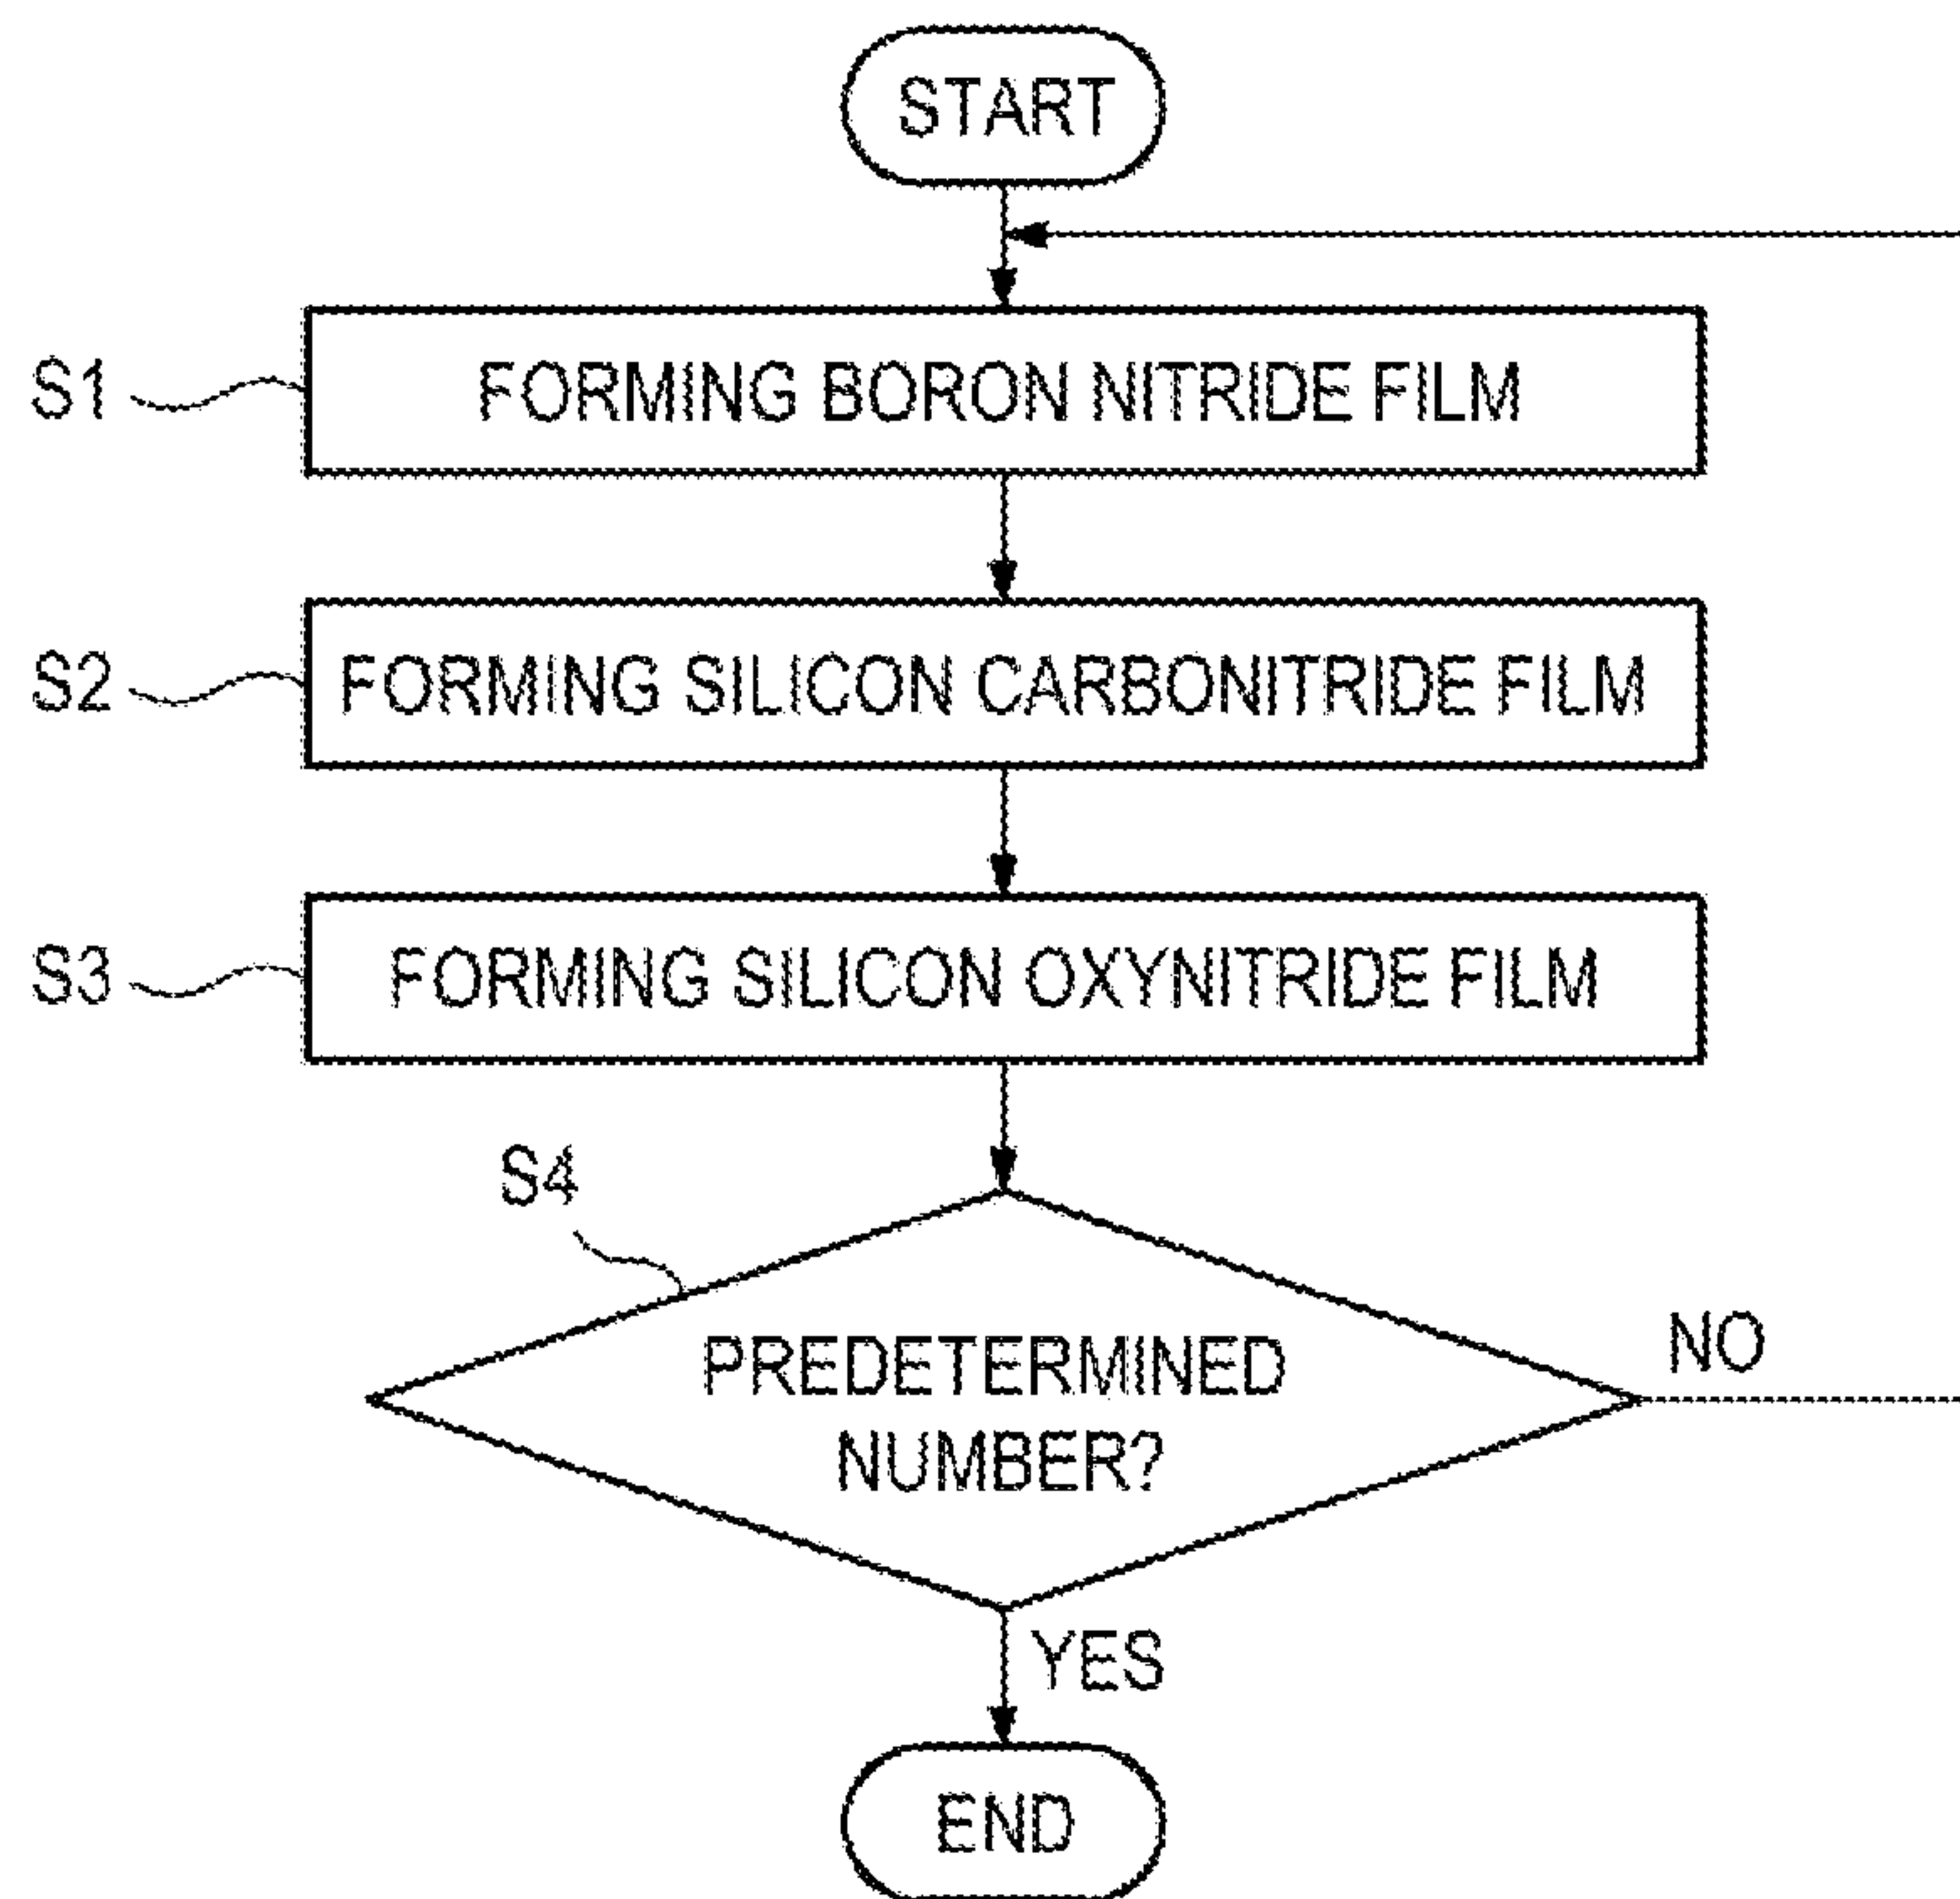 START
S1
FORMING BORON NITRIDE FILM
S2
FORMING SILICON CARBONITRIDE FILM
S3
FORMING SILICON OXYNITRIDE FILM
S4
PREDETERMINED
NUMBER?
NO
YES
END